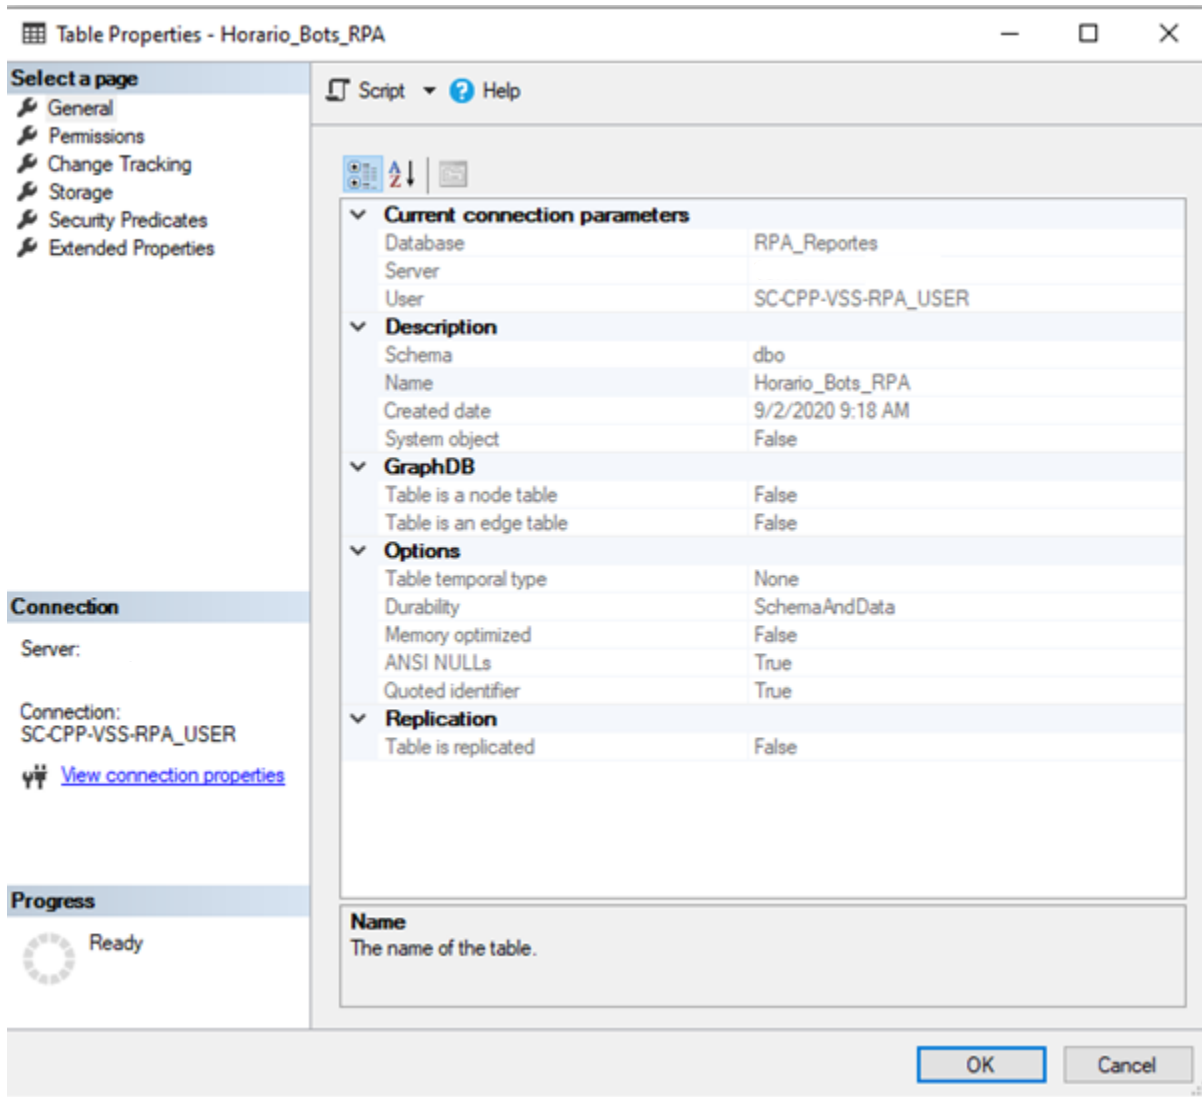 Table Properties - Horario_Bots_RPA
Select a page
General
Permissions
Change Tracking
Storage
Security Predicates
Extended Properties
Script Help
Current connection parameters
Database RPA_Reportes
Server
User SC-CPP-VSS-RPA_USER
Description
Schema dbo
Name Horario_Bots_RPA
Created date 9/2/2020 9:18 AM
System object False
GraphDB
Table is a node table False
Table is an edge table False
Options
Table temporal type None
Durability SchemaAndData
Memory optimized False
ANSI NULLs True
Quoted identifier True
Replication
Table is replicated False
Connection
Server:
Connection:
SC-CPP-VSS-RPA_USER
View connection properties
Progress
Ready
Name
The name of the table.
OK Cancel